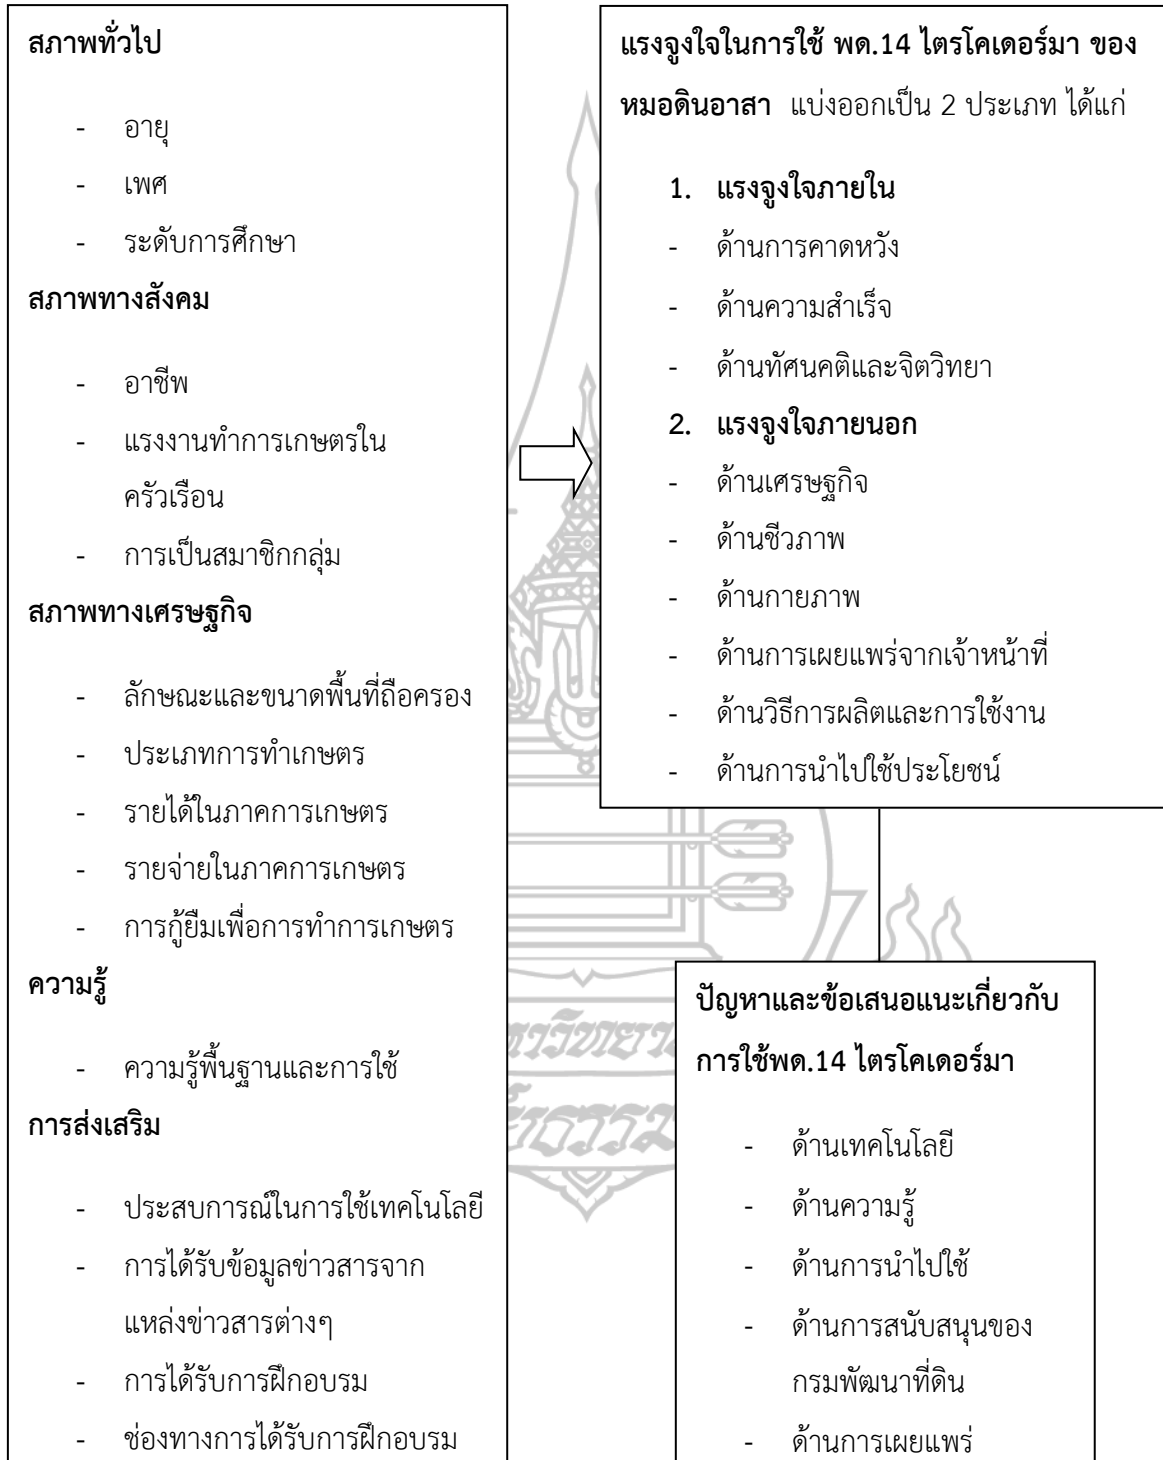 สภาพทั่วไป
- อายุ
- เพศ
- ระดับการศึกษา
สภาพทางสังคม
- อาชีพ
- แรงงานทำการเกษตรใน
ครัวเรือน
- การเป็นสมาชิกกลุ่ม
สภาพทางเศรษฐกิจ
- ลักษณะและขนาดพื้นที่ถือครอง
- ประเภทการทำเกษตร
- รายได้ในภาคการเกษตร
- รายจ่ายในภาคการเกษตร
- การกู้ยืมเพื่อการทำการเกษตร
ความรู้
- ความรู้พื้นฐานและการใช้
การส่งเสริม
- ประสบการณ์ในการใช้เทคโนโลยี
- การได้รับข้อมูลข่าวสารจาก
แหล่งข่าวสารต่างๆ
- การได้รับการฝึกอบรม
- ช่องทางการได้รับการฝึกอบรม
แรงจูงใจในการใช้ พด.14 ไตรโคเดอร์มา ของ
หมอดินอาสา แบ่งออกเป็น 2 ประเภท ได้แก่
1. แรงจูงใจภายใน
- ด้านการคาดหวัง
- ด้านความสำเร็จ
- ด้านทัศนคติและจิตวิทยา
2. แรงจูงใจภายนอก
- ด้านเศรษฐกิจ
- ด้านชีวภาพ
- ด้านกายภาพ
- ด้านการเผยแพร่จากเจ้าหน้าที่
- ด้านวิธีการผลิตและการใช้งาน
- ด้านการนำไปใช้ประโยชน์
ปัญหาและข้อเสนอแนะเกี่ยวกับ
การใช้พด.14 ไตรโคเดอร์มา
- ด้านเทคโนโลยี
- ด้านความรู้
- ด้านการนำไปใช้
- ด้านการสนับสนุนของ
กรมพัฒนาที่ดิน
- ด้านการเผยแพร่